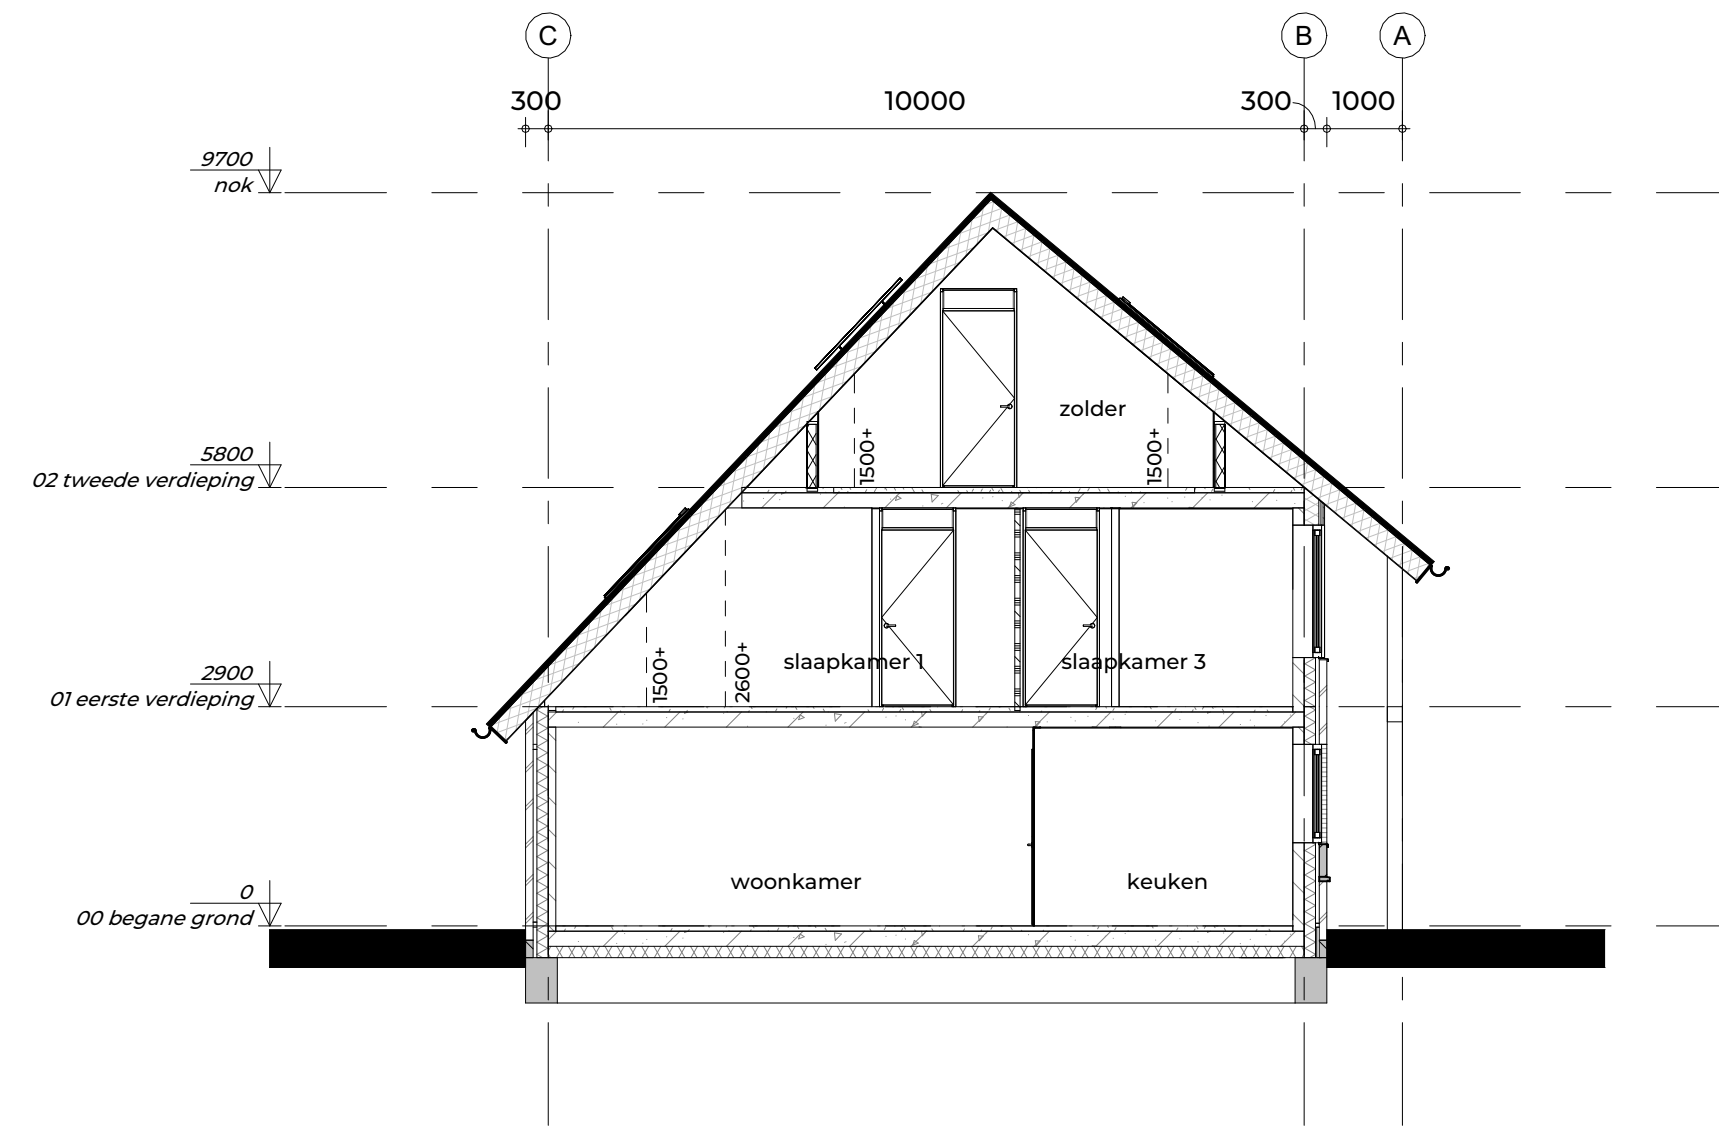 C
B
A
300
10000
300
1000
9700
nok
zolder
1500+
1500+
5800
02 tweede verdieping
slaapkamer 1
slaapkamer 3
1500+
2600+
2900
01 eerste verdieping
woonkamer
keuken
0
00 begane grond